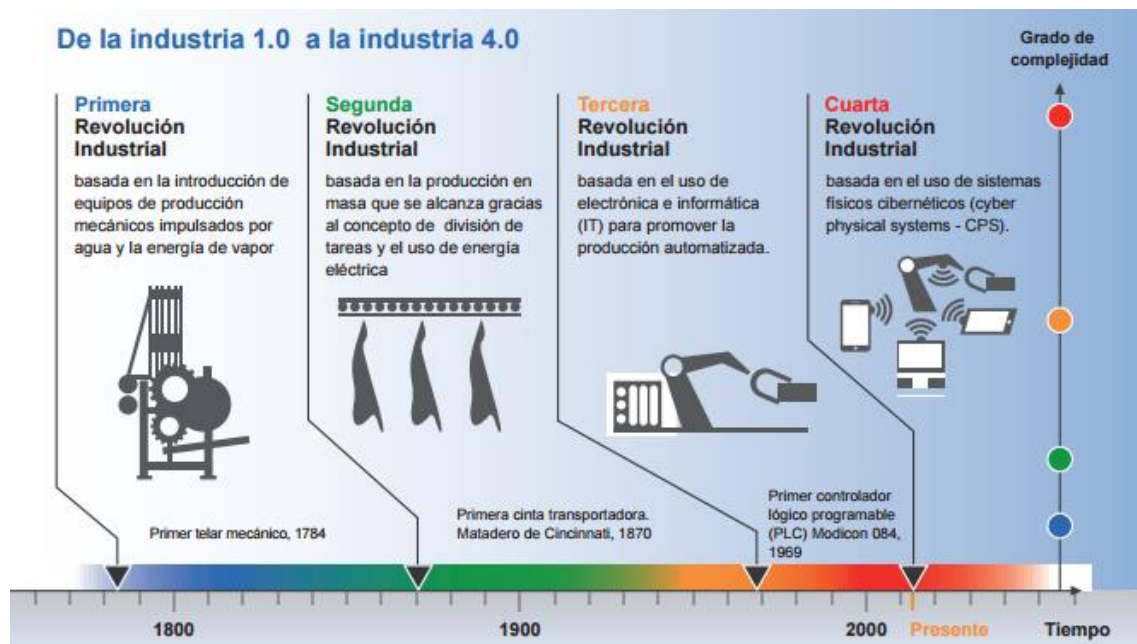 De la industria 1.0 a la industria 4.0
Grado de
complejidad
Primera
Revolución
Industrial
basada en la introducción de
equipos de producción
mecánicos impulsados por
agua y la energía de vapor
Segunda
Revolución
Industrial
basada en la producción en
masa que se alcanza gracias
al concepto de división de
tareas y el uso de energía
eléctrica
Tercera
Revolución
Industrial
basada en el uso de
electrónica e informática
(IT) para promover la
producción automatizada.
Cuarta
Revolución
Industrial
basada en el uso de sistemas
físicos cibernéticos (cyber
physical systems - CPS).
Primer telar mecánico, 1784
Primera cinta transportadora.
Matadero de Cincinnati, 1870
Primer controlador
lógico programable
(PLC) Modicon 084,
1969
1800
1900
2000
Presente
Tiempo